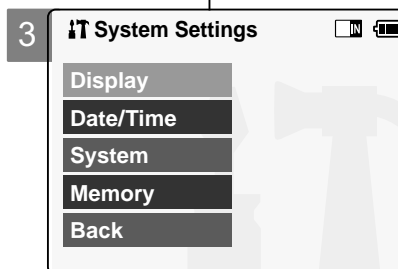 3
System Settings
IN
Display
Date/Time
System
Memory
Back